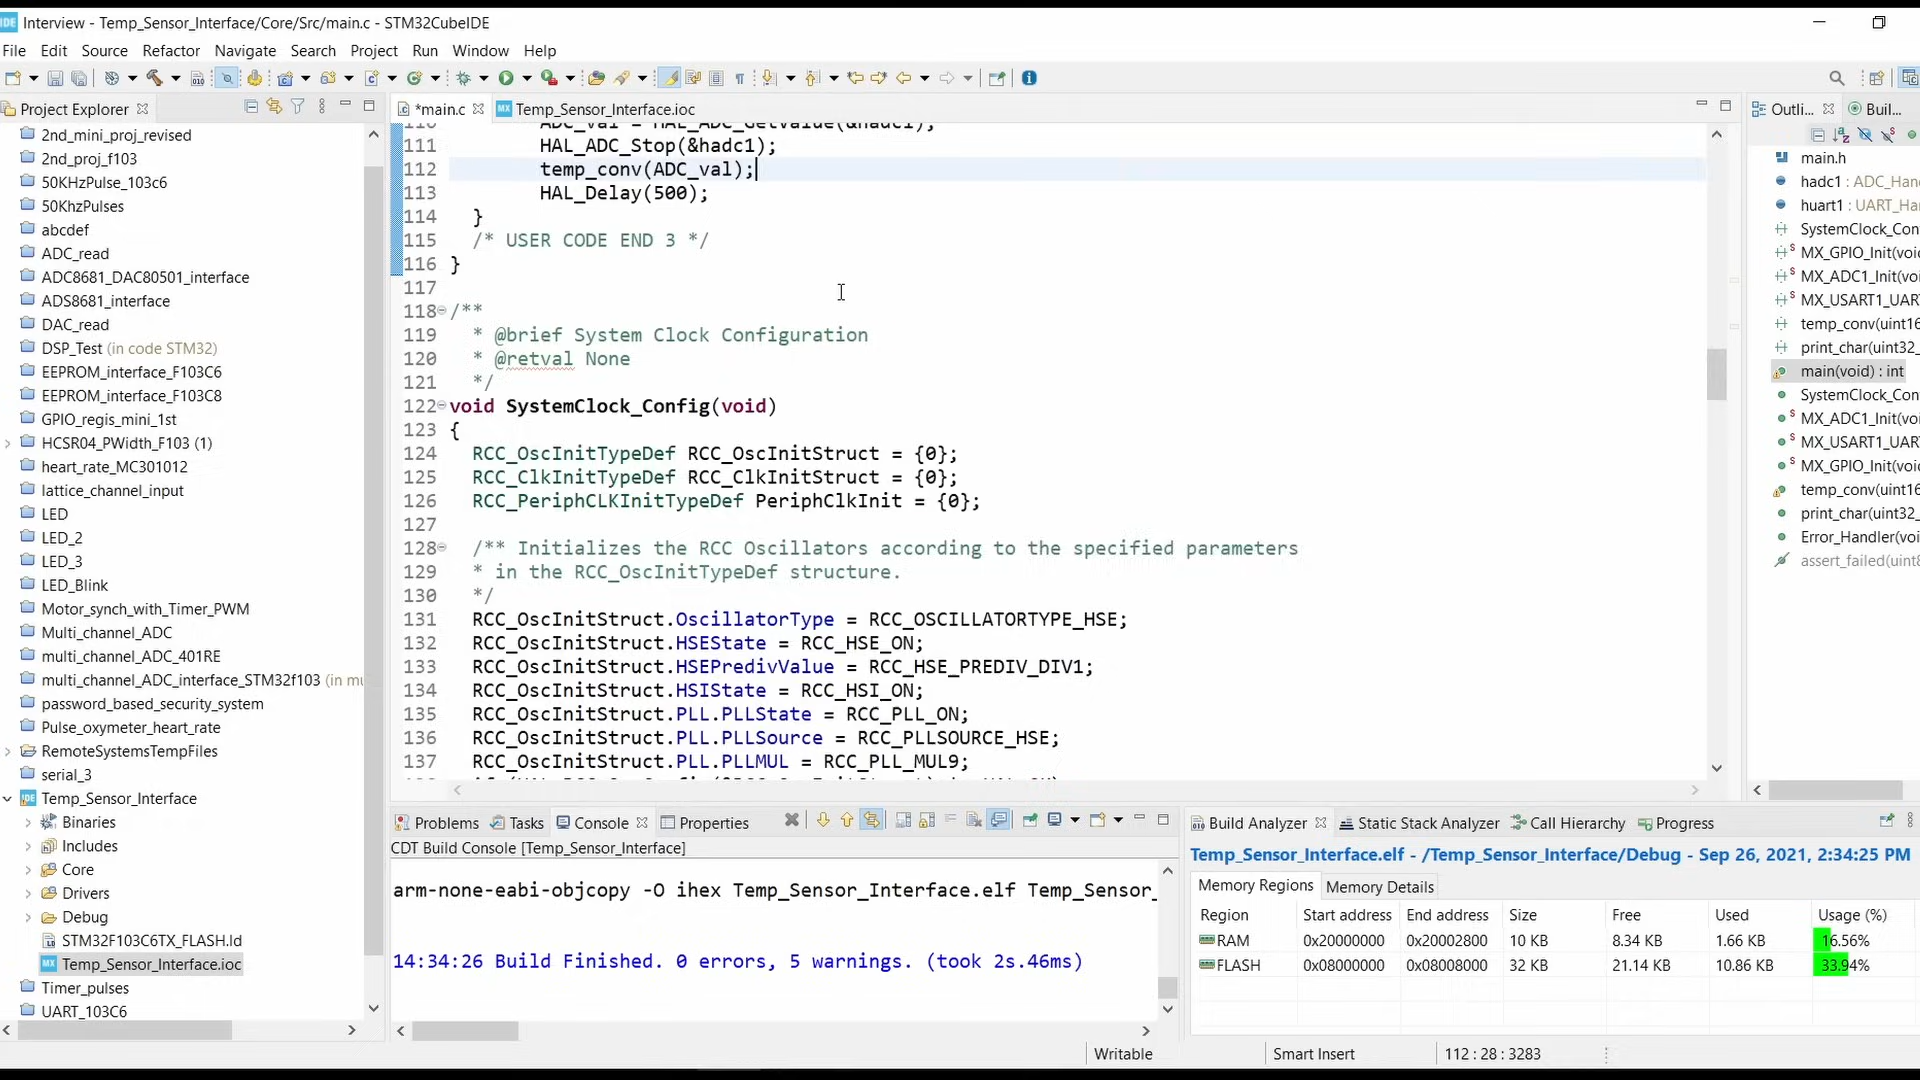 Interview - Temp_Sensor_Interface/Core/Src/main.c - STM32CubeIDE
File Edit Source Refactor Navigate Search Project Run Window Help
Project Explorer
2nd_mini_proj_revised
2nd_proj_f103
50KHzPulse_103c6
50KhzPulses
abcdef
ADC_read
ADC8681_DAC80501_interface
ADS8681_interface
DAC_read
DSP_Test (in code STM32)
EEPROM_interface_F103C6
EEPROM_interface_F103C8
GPIO_regis_mini_1st
HCSR04_PWidth_F103 (1)
heart_rate_MC301012
lattice_channel_input
LED
LED_2
LED_3
LED_Blink
Motor_synch_with_Timer_PWM
Multi_channel_ADC
multi_channel_ADC_401RE
multi_channel_ADC_interface_STM32f103 (in mu
password_based_security_system
Pulse_oxymeter_heart_rate
RemoteSystemsTempFiles
serial_3
Temp_Sensor_Interface
Binaries
Includes
Core
Drivers
Debug
STM32F103C6TX_FLASH.ld
Temp_Sensor_Interface.ioc
Timer_pulses
UART_103C6
*main.c Temp_Sensor_Interface.ioc
110 ADC_val = HAL_ADC_GetValue(&hadc1);
111 HAL_ADC_Stop(&hadc1);
112 temp_conv(ADC_val);
113 HAL_Delay(500);
114 }
115 /* USER CODE END 3 */
116 }
117
118 /**
119 * @brief System Clock Configuration
120 * @retval None
121 */
122 void SystemClock_Config(void)
123 {
124 RCC_OscInitTypeDef RCC_OscInitStruct = {0};
125 RCC_ClkInitTypeDef RCC_ClkInitStruct = {0};
126 RCC_PeriphCLKInitTypeDef PeriphClkInit = {0};
127
128 /** Initializes the RCC Oscillators according to the specified parameters
129 * in the RCC_OscInitTypeDef structure.
130 */
131 RCC_OscInitStruct.OscillatorType = RCC_OSCILLATORTYPE_HSE;
132 RCC_OscInitStruct.HSEState = RCC_HSE_ON;
133 RCC_OscInitStruct.HSEPredivValue = RCC_HSE_PREDIV_DIV1;
134 RCC_OscInitStruct.HSIState = RCC_HSI_ON;
135 RCC_OscInitStruct.PLL.PLLState = RCC_PLL_ON;
136 RCC_OscInitStruct.PLL.PLLSource = RCC_PLLSOURCE_HSE;
137 RCC_OscInitStruct.PLL.PLLMUL = RCC_PLL_MUL9;
Outli... Buil...
main.h
hadc1 : ADC_Han
huart1 : UART_Ha
SystemClock_Con
MX_GPIO_Init(void
MX_ADC1_Init(voi
MX_USART1_UAR
temp_conv(uint16
print_char(uint32_
main(void) : int
SystemClock_Con
MX_ADC1_Init(voi
MX_USART1_UAR
MX_GPIO_Init(void
temp_conv(uint16
print_char(uint32_
Error_Handler(voi
assert_failed(uint8
Problems Tasks Console Properties
CDT Build Console [Temp_Sensor_Interface]
arm-none-eabi-objcopy -O ihex Temp_Sensor_Interface.elf Temp_Sensor_
14:34:26 Build Finished. 0 errors, 5 warnings. (took 2s.46ms)
Build Analyzer Static Stack Analyzer Call Hierarchy Progress
Temp_Sensor_Interface.elf - /Temp_Sensor_Interface/Debug - Sep 26, 2021, 2:34:25 PM
Memory Regions Memory Details
Region Start address End address Size Free Used Usage (%)
RAM 0x20000000 0x20002800 10 KB 8.34 KB 1.66 KB 16.56%
FLASH 0x08000000 0x08008000 32 KB 21.14 KB 10.86 KB 33.94%
Writable Smart Insert 112 : 28 : 3283